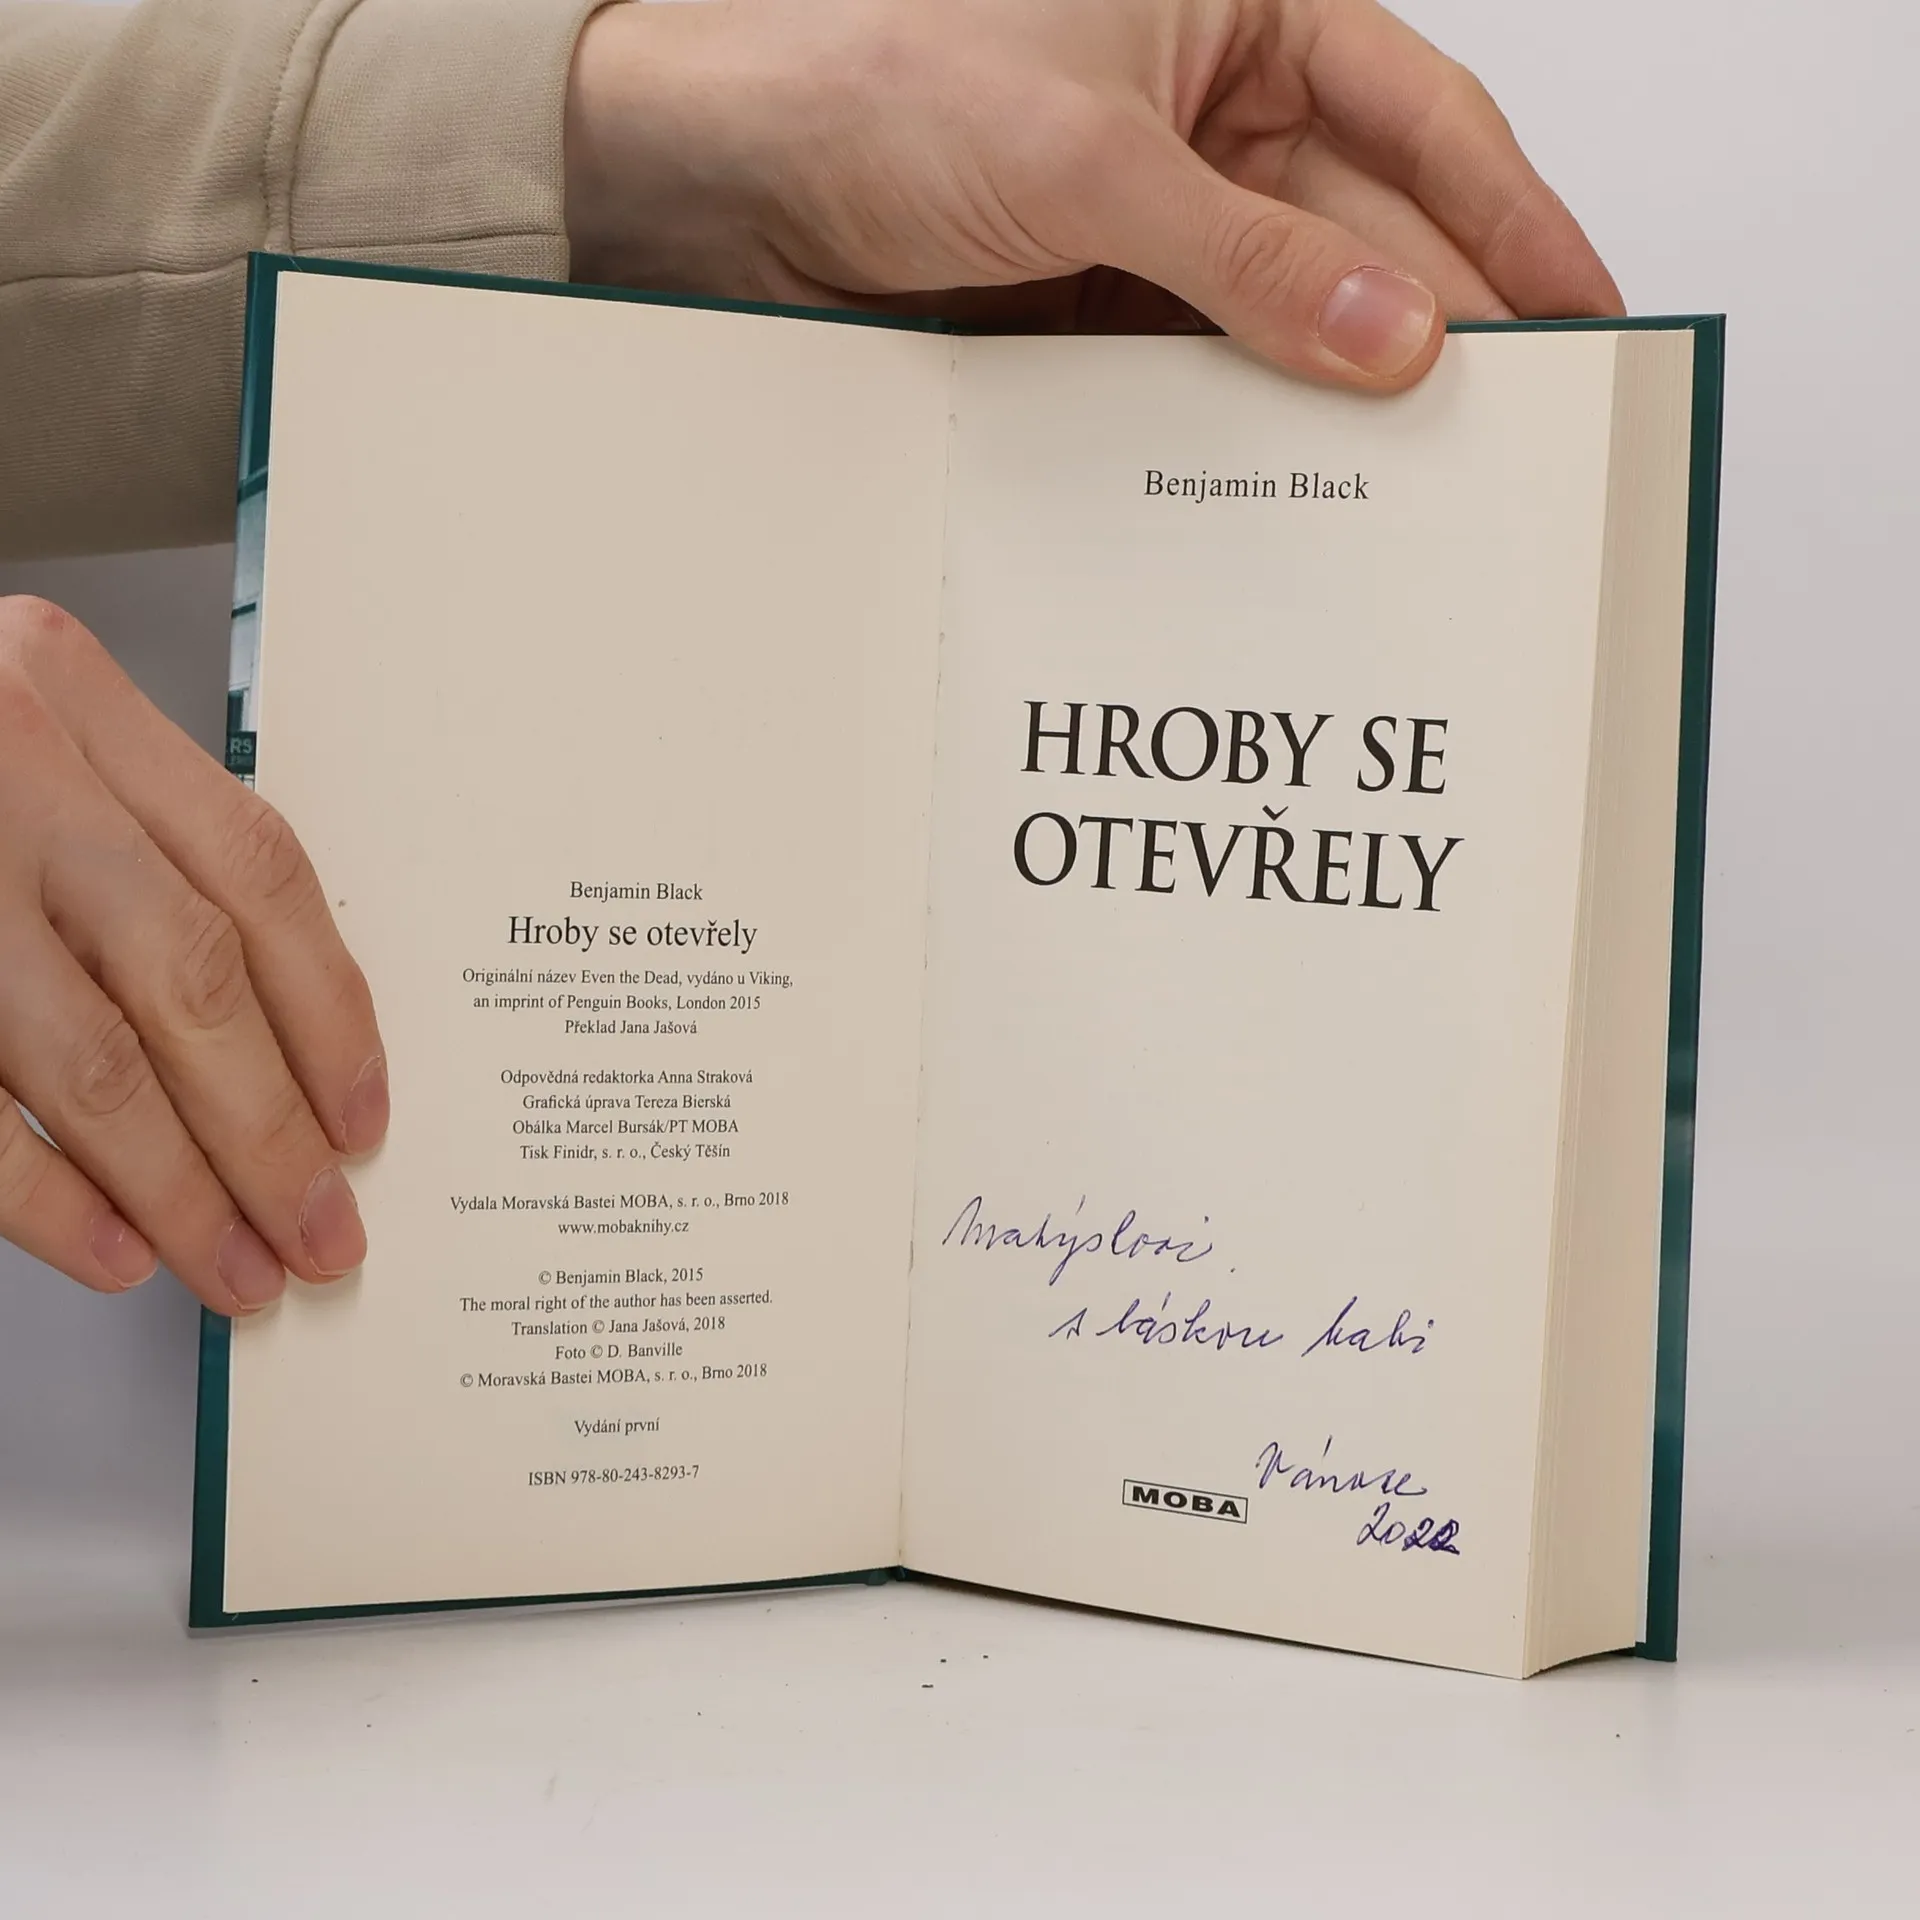 ERS
Benjamin Black
Hroby se otevřely
Originální název Even the Dead, vydáno u Viking,
an imprint of Penguin Books, London 2015
Překlad Jana Jašová
Odpovědná redaktorka Anna Straková
Grafická úprava Tereza Bierská
Obálka Marcel Bursák/PT MOBA
Tisk Finidr, s. r. o., Český Těšín
Vydala Moravská Bastei MOBA, s. r. o., Brno 2018
www.mobaknihy.cz
© Benjamin Black, 2015
The moral right of the author has been asserted.
Translation © Jana Jašová, 2018
Foto © D. Banville
© Moravská Bastei MOBA, s. r. o., Brno 2018
Vydání první
ISBN 978-80-243-8293-7
Benjamin Black
HROBY SE
OTEVŘELY
s láskou babi
Vánoce
2022
MOBA